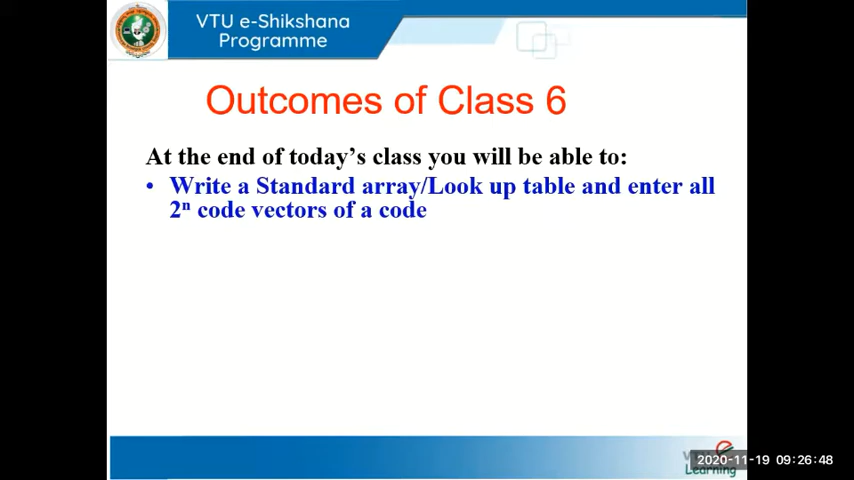 VTU e-Shikshana
Programme
Outcomes of Class 6
At the end of today’s class you will be able to:
• Write a Standard array/Look up table and enter all
2ⁿ code vectors of a code
2020-11-19 09:26:48
Learning